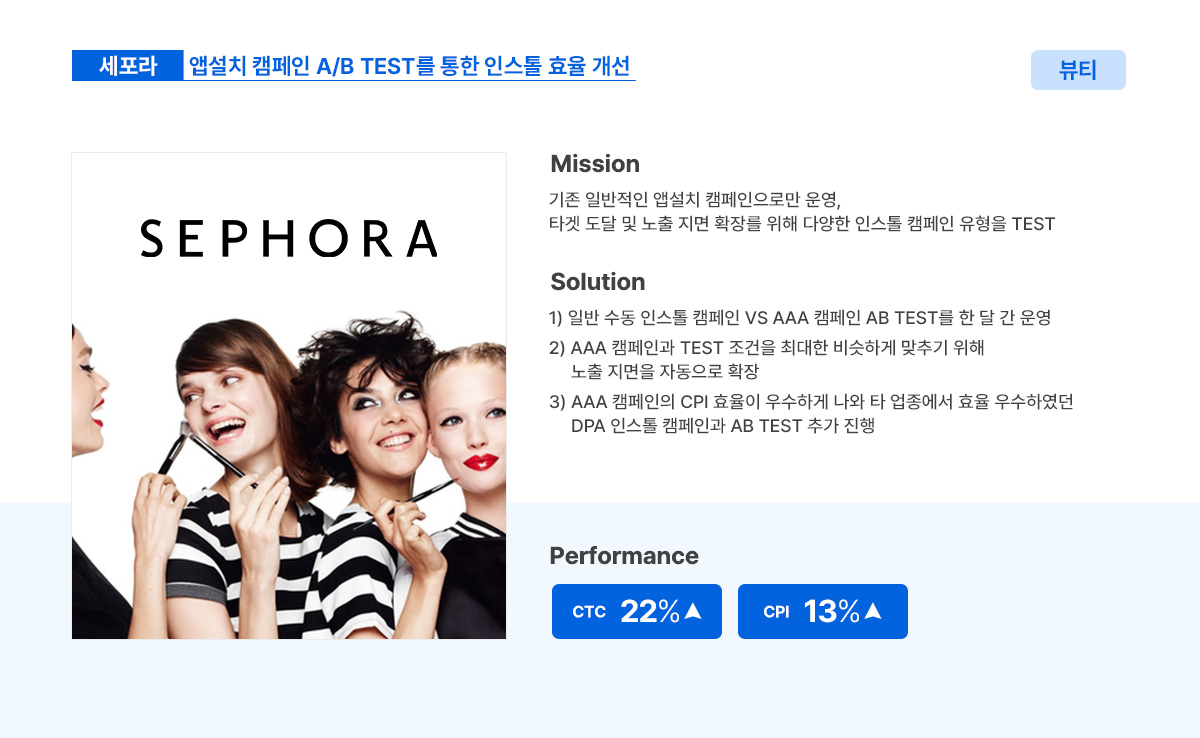 세포라 앱설치 캠페인 A/B TEST를 통한 인스톨 효율 개선
뷰티
SEPHORA
Mission
기존 일반적인 앱설치 캠페인으로만 운영,
타겟 도달 및 노출 지면 확장를 위해 다양한 인스톨 캠페인 유형을 TEST
Solution
1) 일반 수동 인스톨 캠페인 VS AAA 캠페인 AB TEST를 한 달 간 운영
2) AAA 캠페인과 TEST 조건을 최대한 비슷하게 맞추기 위해
노출 지면을 자동으로 확장
3) AAA 캠페인의 CPI 효율이 우수하게 나와 타 업종에서 효율 우수하였던
DPA 인스톨 캠페인과 AB TEST 추가 진행
Performance
CTC 22%▲ CPI 13%▲